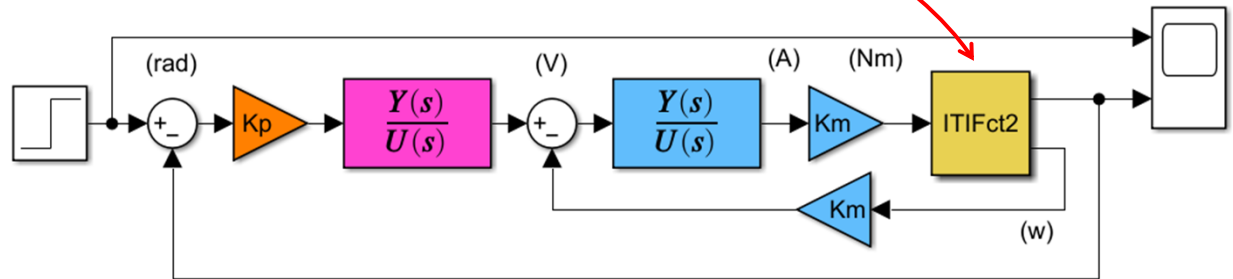 (rad)
(V)
(A)
(Nm)
+
−
Kp
Y(s)
U(s)
+
−
Y(s)
U(s)
Km
ITIFct2
Km
(w)